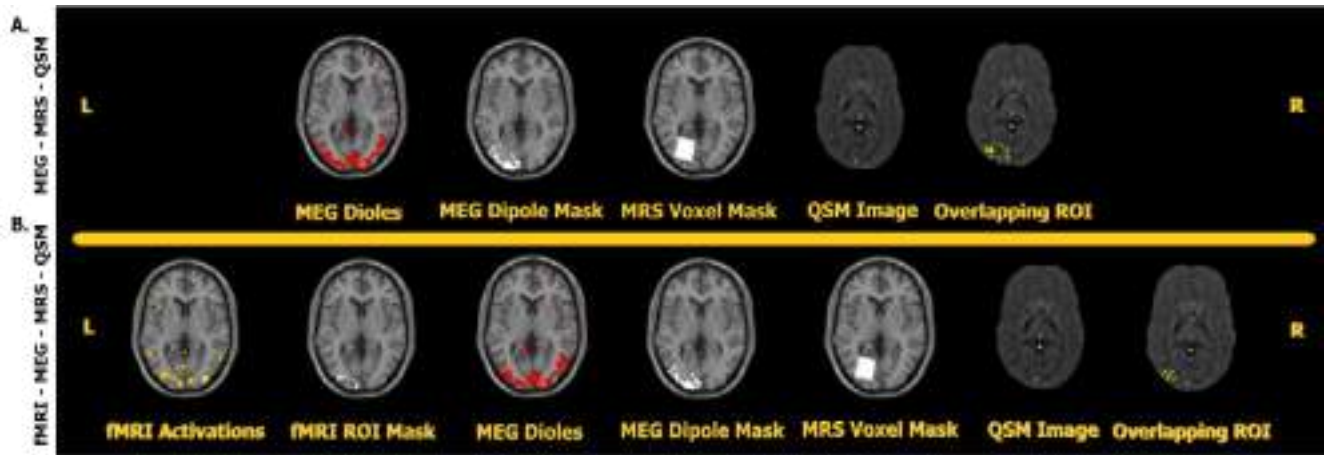 A.
MEG - MRS - QSM
L
R
MEG Dioles MEG Dipole Mask MRS Voxel Mask QSM Image Overlapping ROI
B.
fMRI - MEG - MRS - QSM
L
R
fMRI Activations fMRI ROI Mask MEG Dioles MEG Dipole Mask MRS Voxel Mask QSM Image Overlapping ROI